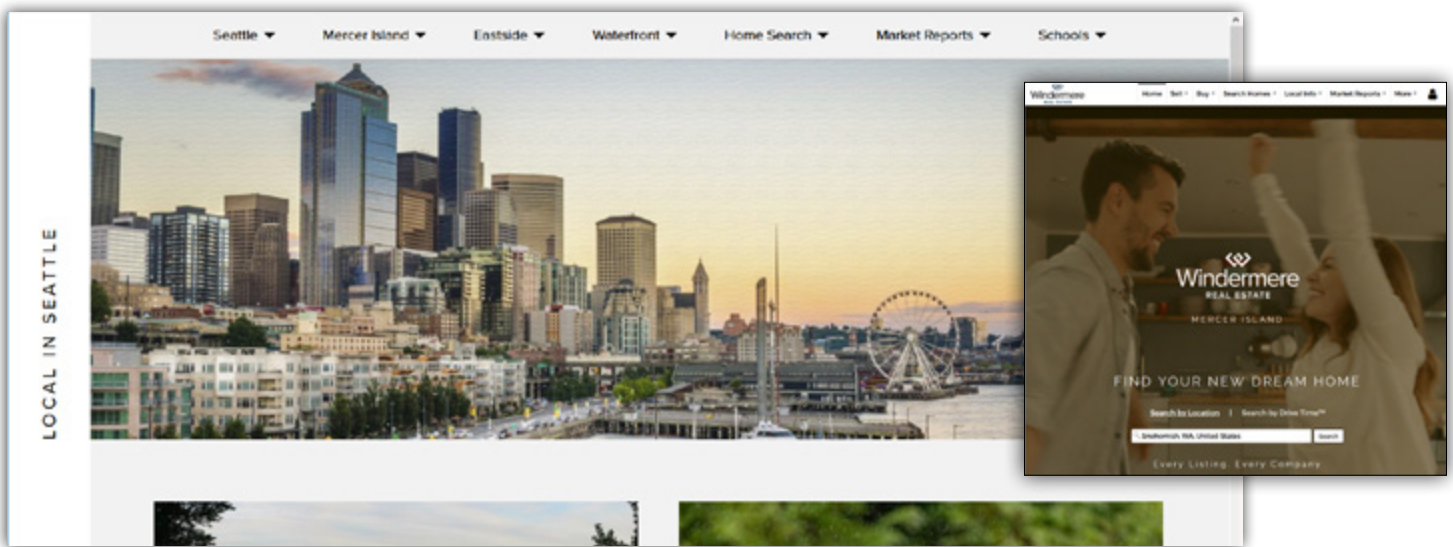 Seattle Mercer Island Eastside Waterfront Home Search Market Reports Schools
LOCAL IN SEATTLE
Windermere
REAL ESTATE
Home Sell Buy Search Homes Local Info Market Reports More
Windermere
REAL ESTATE
MERCER ISLAND
FIND YOUR NEW DREAM HOME
Search by Location | Search by Drive Time™
Snohomish, WA, United States Search
Every Listing. Every Company